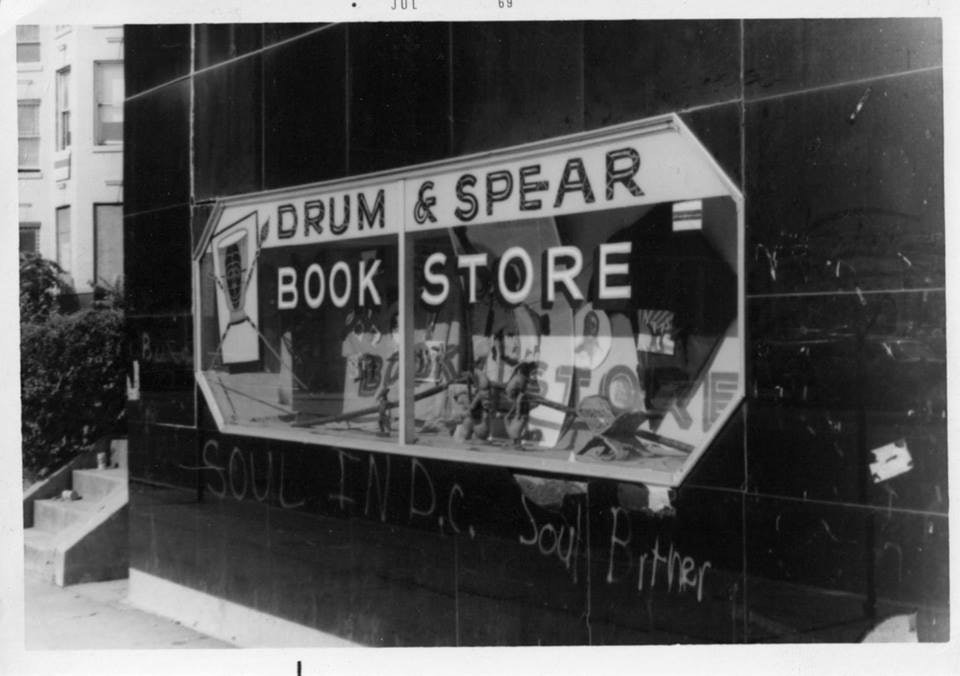 JUL 69
DRUM & SPEAR
BOOK STORE
SOUL IN D.C. Soul Brther